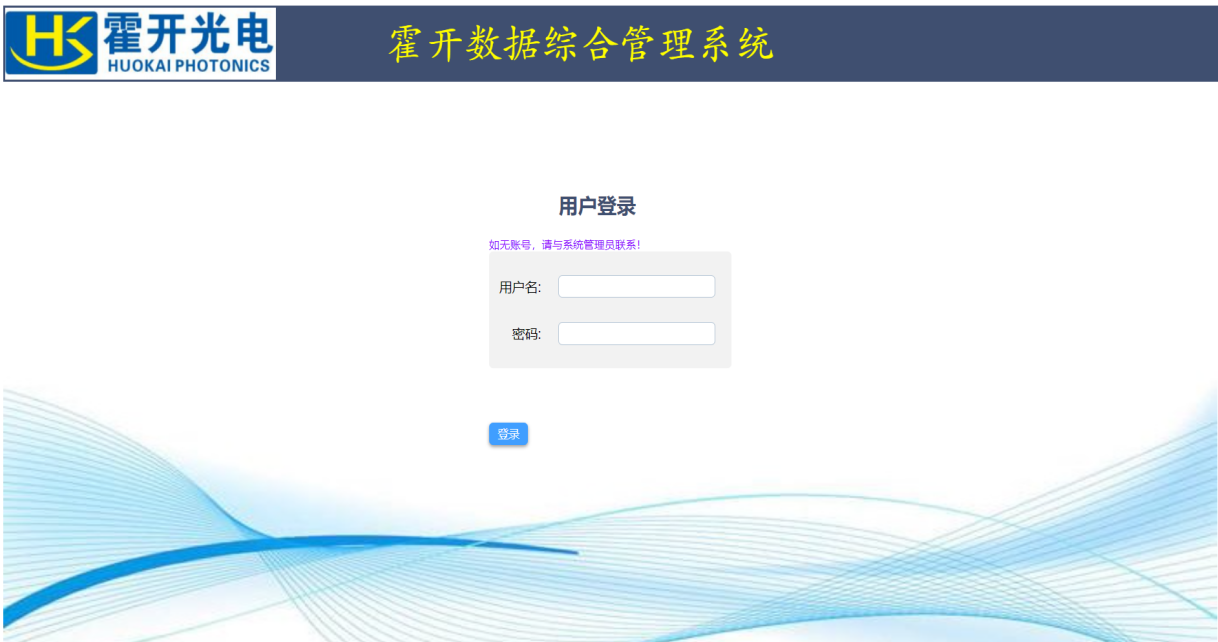 HK 霍开光电
HUOKAI PHOTONICS
霍开数据综合管理系统
用户登录
如无账号，请与系统管理员联系！
用户名:
密码:
登录